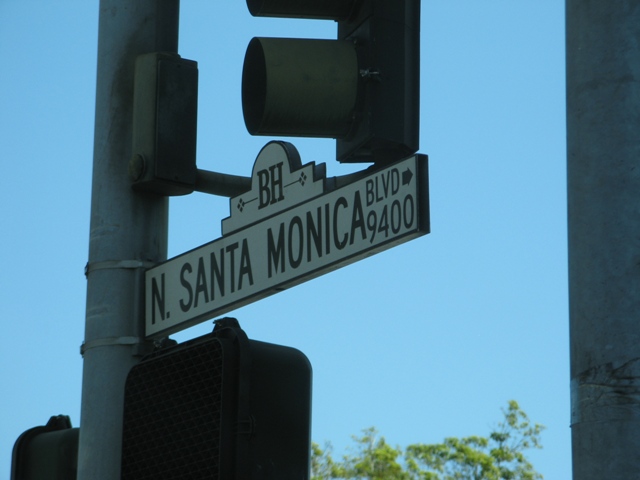 BH
N. SANTA MONICA BLVD ➡
9400